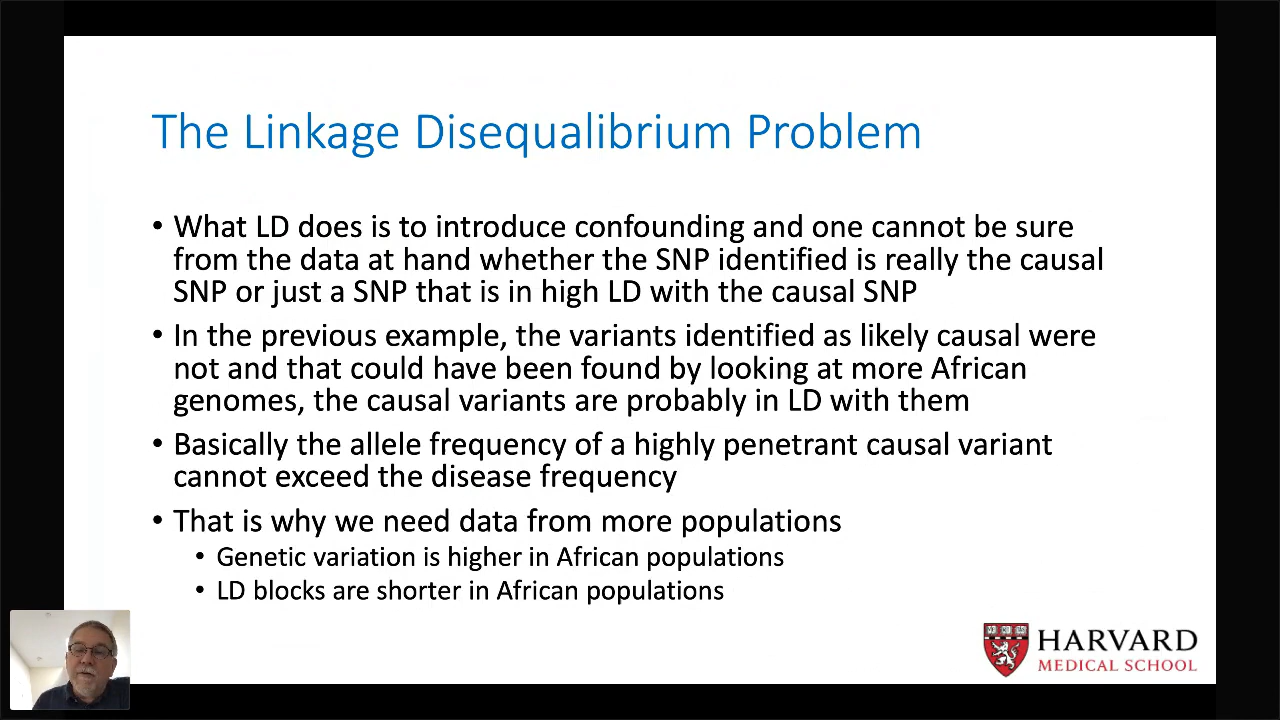 The Linkage Disequalibrium Problem
• What LD does is to introduce confounding and one cannot be sure
from the data at hand whether the SNP identified is really the causal
SNP or just a SNP that is in high LD with the causal SNP
• In the previous example, the variants identified as likely causal were
not and that could have been found by looking at more African
genomes, the causal variants are probably in LD with them
• Basically the allele frequency of a highly penetrant causal variant
cannot exceed the disease frequency
• That is why we need data from more populations
• Genetic variation is higher in African populations
• LD blocks are shorter in African populations
HARVARD
MEDICAL SCHOOL